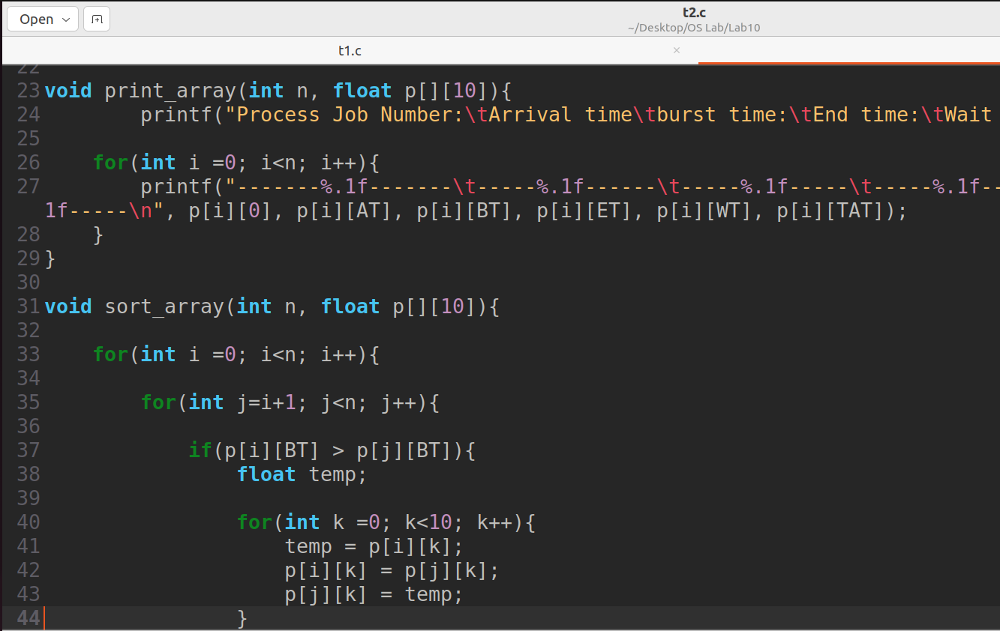 Open
t2.c
~/Desktop/OS Lab/Lab10
t1.c ×
22
23 void print_array(int n, float p[][10]){
24         printf("Process Job Number:\tArrival time\tburst time:\tEnd time:\tWait
25
26     for(int i =0; i<n; i++){
27         printf("-------%.1f-------\t-----%.1f------\t-----%.1f-----\t-----%.1f--
1f-----\n", p[i][0], p[i][AT], p[i][BT], p[i][ET], p[i][WT], p[i][TAT]);
28     }
29 }
30
31 void sort_array(int n, float p[][10]){
32
33     for(int i =0; i<n; i++){
34
35         for(int j=i+1; j<n; j++){
36
37             if(p[i][BT] > p[j][BT]){
38                 float temp;
39
40                 for(int k =0; k<10; k++){
41                     temp = p[i][k];
42                     p[i][k] = p[j][k];
43                     p[j][k] = temp;
44                 }